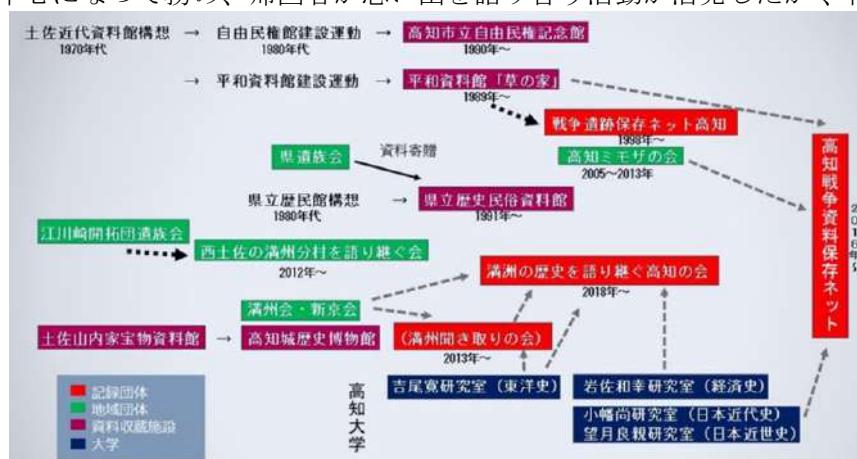 土佐近代資料館構想 → 自由民権館建設運動 → 高知市立自由民権記念館
1970年代 1980年代 1990年～
→ 平和資料館建設運動 → 平和資料館「草の家」
1989年～
戦争遺跡保存ネット高知
1998年～
県遺族会 資料寄贈 高知ミモザの会
2005～2013年
県立歴民館構想 → 県立歴史民俗資料館
1980年代 1991年～
江川崎開拓団遺族会
西土佐の満州分村を語り継ぐ会
2012年～
満洲の歴史を語り継ぐ高知の会
2018年～
満州会・新京会
土佐山内家宝物資料館 → 高知城歴史博物館 (満州聞き取りの会)
2013年～
吉尾寛研究室（東洋史） 岩佐和幸研究室（経済史）
小幡尚研究室（日本近代史）
望月良親研究室（日本近世史）
高知大学
高知戦争資料保存ネット
記録団体
地域団体
資料収蔵施設
大学